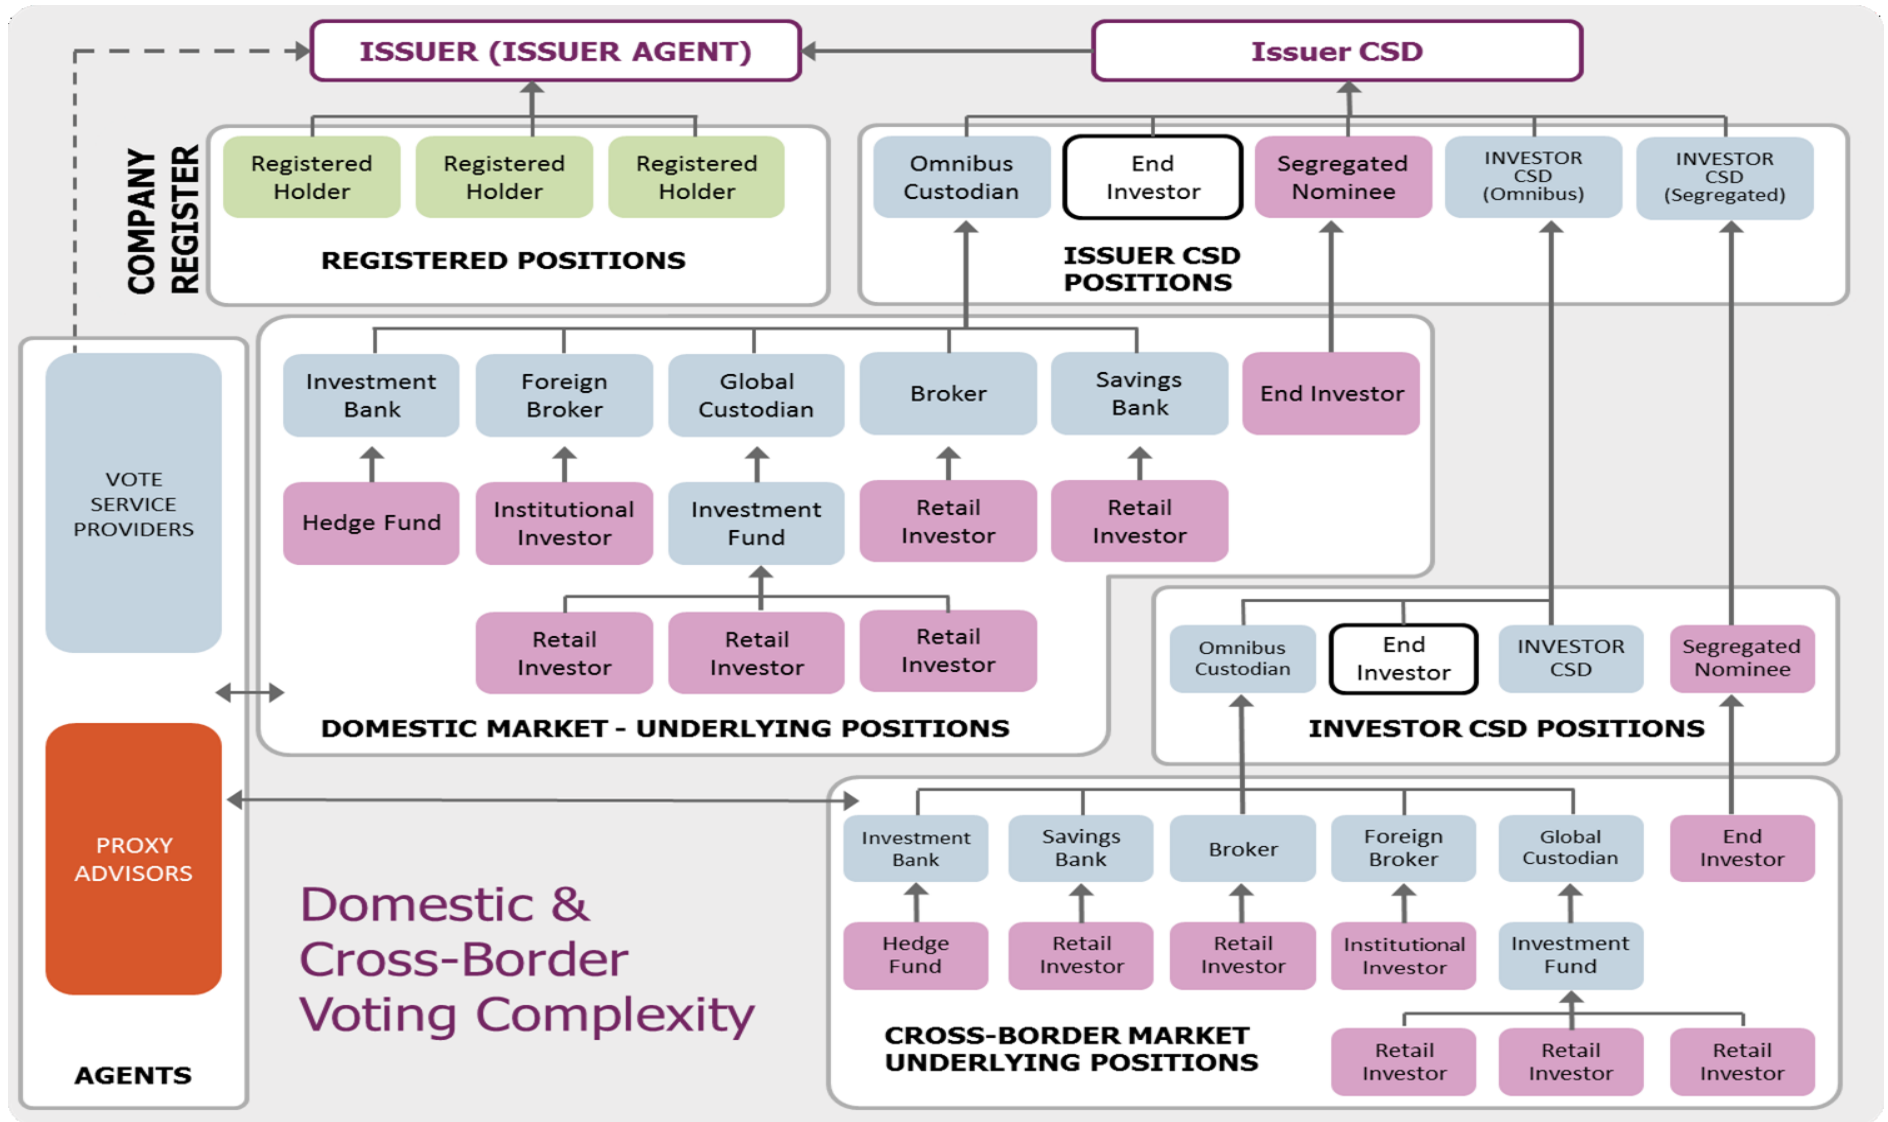 ISSUER (ISSUER AGENT)
Issuer CSD
COMPANY
REGISTER
Registered
Holder
Registered
Holder
Registered
Holder
REGISTERED POSITIONS
Omnibus
Custodian
End
Investor
Segregated
Nominee
INVESTOR
CSD
(Omnibus)
INVESTOR
CSD
(Segregated)
ISSUER CSD
POSITIONS
VOTE
SERVICE
PROVIDERS
PROXY
ADVISORS
AGENTS
Investment
Bank
Foreign
Broker
Global
Custodian
Broker
Savings
Bank
End Investor
Hedge Fund
Institutional
Investor
Investment
Fund
Retail
Investor
Retail
Investor
Retail
Investor
Retail
Investor
Retail
Investor
DOMESTIC MARKET - UNDERLYING POSITIONS
Omnibus
Custodian
End
Investor
INVESTOR
CSD
Segregated
Nominee
INVESTOR CSD POSITIONS
Investment
Bank
Savings
Bank
Broker
Foreign
Broker
Global
Custodian
End
Investor
Hedge
Fund
Retail
Investor
Retail
Investor
Institutional
Investor
Investment
Fund
Retail
Investor
Retail
Investor
Retail
Investor
CROSS-BORDER MARKET
UNDERLYING POSITIONS
Domestic &
Cross-Border
Voting Complexity